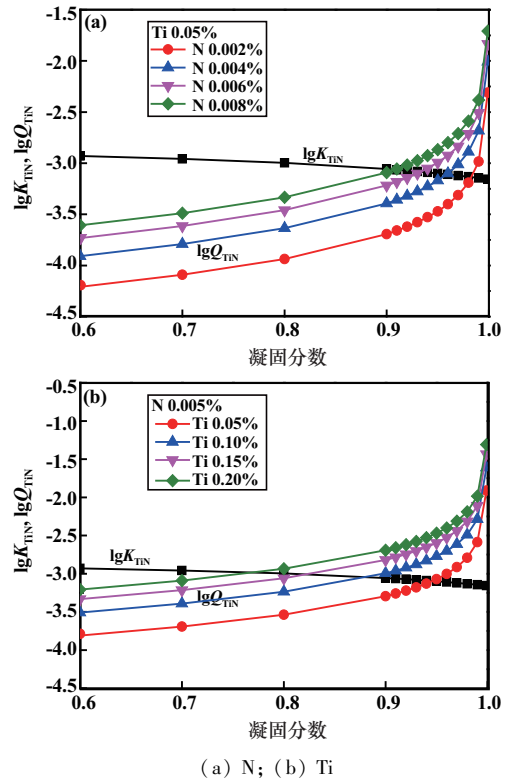 (a)
Ti 0.05%
N 0.002%
N 0.004%
N 0.006%
N 0.008%
lgK_TiN
lgQ_TiN
lgK_TiN, lgQ_TiN
-1.5
-2.0
-2.5
-3.0
-3.5
-4.0
-4.5
0.6 0.7 0.8 0.9 1.0
凝固分数
(b)
N 0.005%
Ti 0.05%
Ti 0.10%
Ti 0.15%
Ti 0.20%
lgK_TiN
lgQ_TiN
lgK_TiN, lgQ_TiN
-0.5
-1.0
-1.5
-2.0
-2.5
-3.0
-3.5
-4.0
-4.5
0.6 0.7 0.8 0.9 1.0
凝固分数
(a) N; (b) Ti